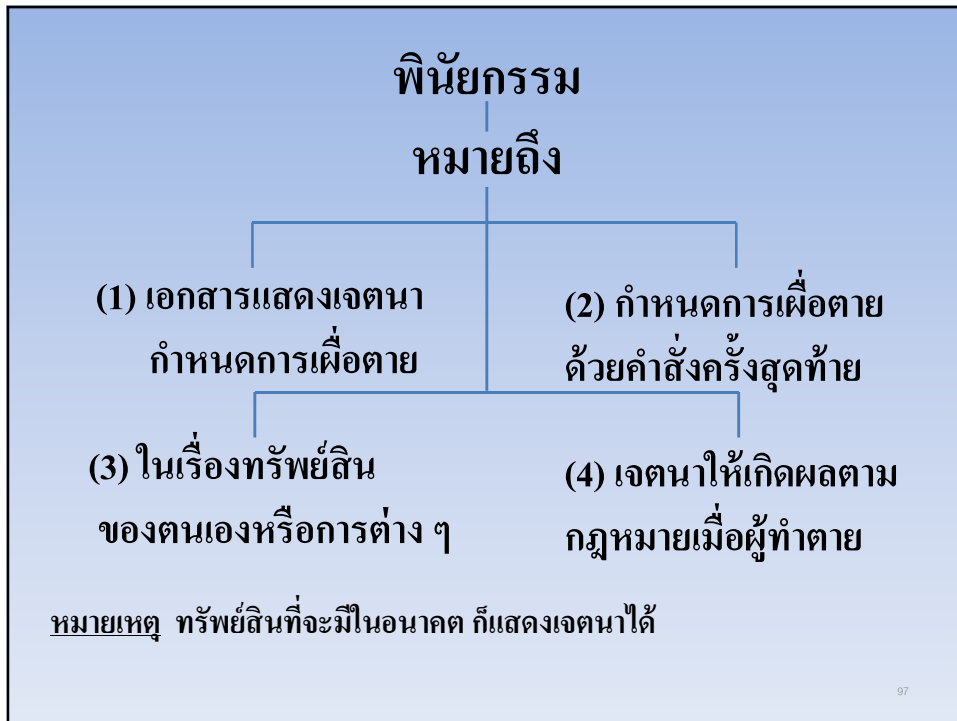 พินัยกรรม
หมายถึง
(1) เอกสารแสดงเจตนา
กำหนดการเผื่อตาย
(2) กำหนดการเผื่อตาย
ด้วยคำสั่งครั้งสุดท้าย
(3) ในเรื่องทรัพย์สิน
ของตนเองหรือการต่าง ๆ
(4) เจตนาให้เกิดผลตาม
กฎหมายเมื่อผู้ทำตาย
หมายเหตุ ทรัพย์สินที่จะมีในอนาคต ก็แสดงเจตนาได้
97